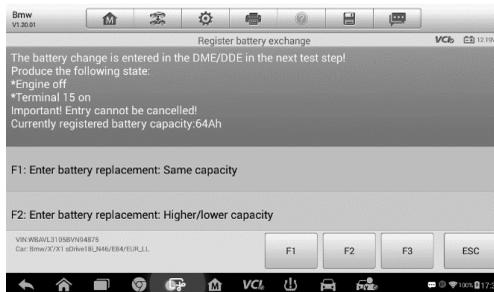 Bmw
V1.20.01
Register battery exchange
VCI 12.19V
The battery change is entered in the DME/DDE in the next test step!
Produce the following state:
*Engine off
*Terminal 15 on
Important! Entry cannot be cancelled!
Currently registered battery capacity:64Ah
F1: Enter battery replacement: Same capacity
F2: Enter battery replacement: Higher/lower capacity
VIN:WBAVL3105BVN94875
Car: Bmw/'X'/X1 sDrive18i_N46/E84/EUR_LL
F1
F2
F3
ESC
VCI
100%